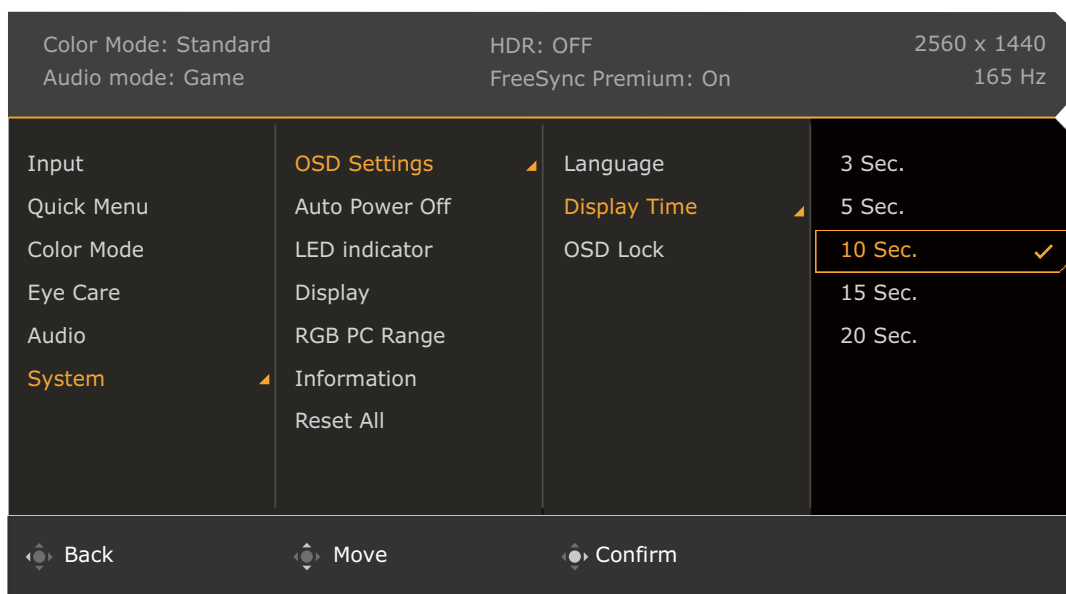 Color Mode: Standard
HDR: OFF
2560 x 1440
Audio mode: Game
FreeSync Premium: On
165 Hz
Input
Quick Menu
Color Mode
Eye Care
Audio
System
OSD Settings
Auto Power Off
LED indicator
Display
RGB PC Range
Information
Reset All
Language
Display Time
OSD Lock
3 Sec.
5 Sec.
10 Sec.
15 Sec.
20 Sec.
Back
Move
Confirm